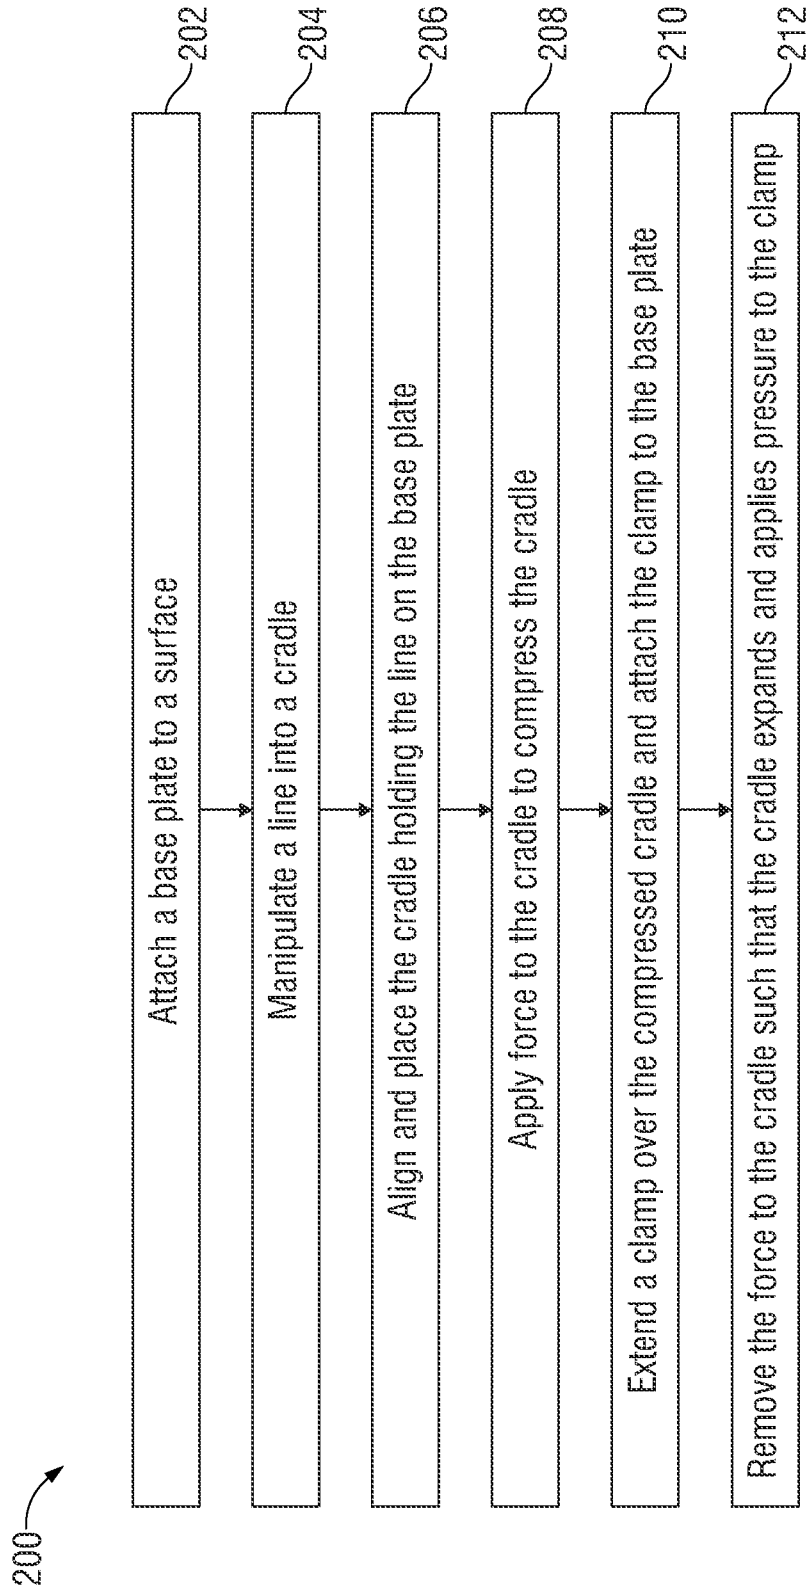 200
Attach a base plate to a surface
202
Manipulate a line into a cradle
204
Align and place the cradle holding the line on the base plate
206
Apply force to the cradle to compress the cradle
208
Extend a clamp over the compressed cradle and attach the clamp to the base plate
210
Remove the force to the cradle such that the cradle expands and applies pressure to the clamp
212